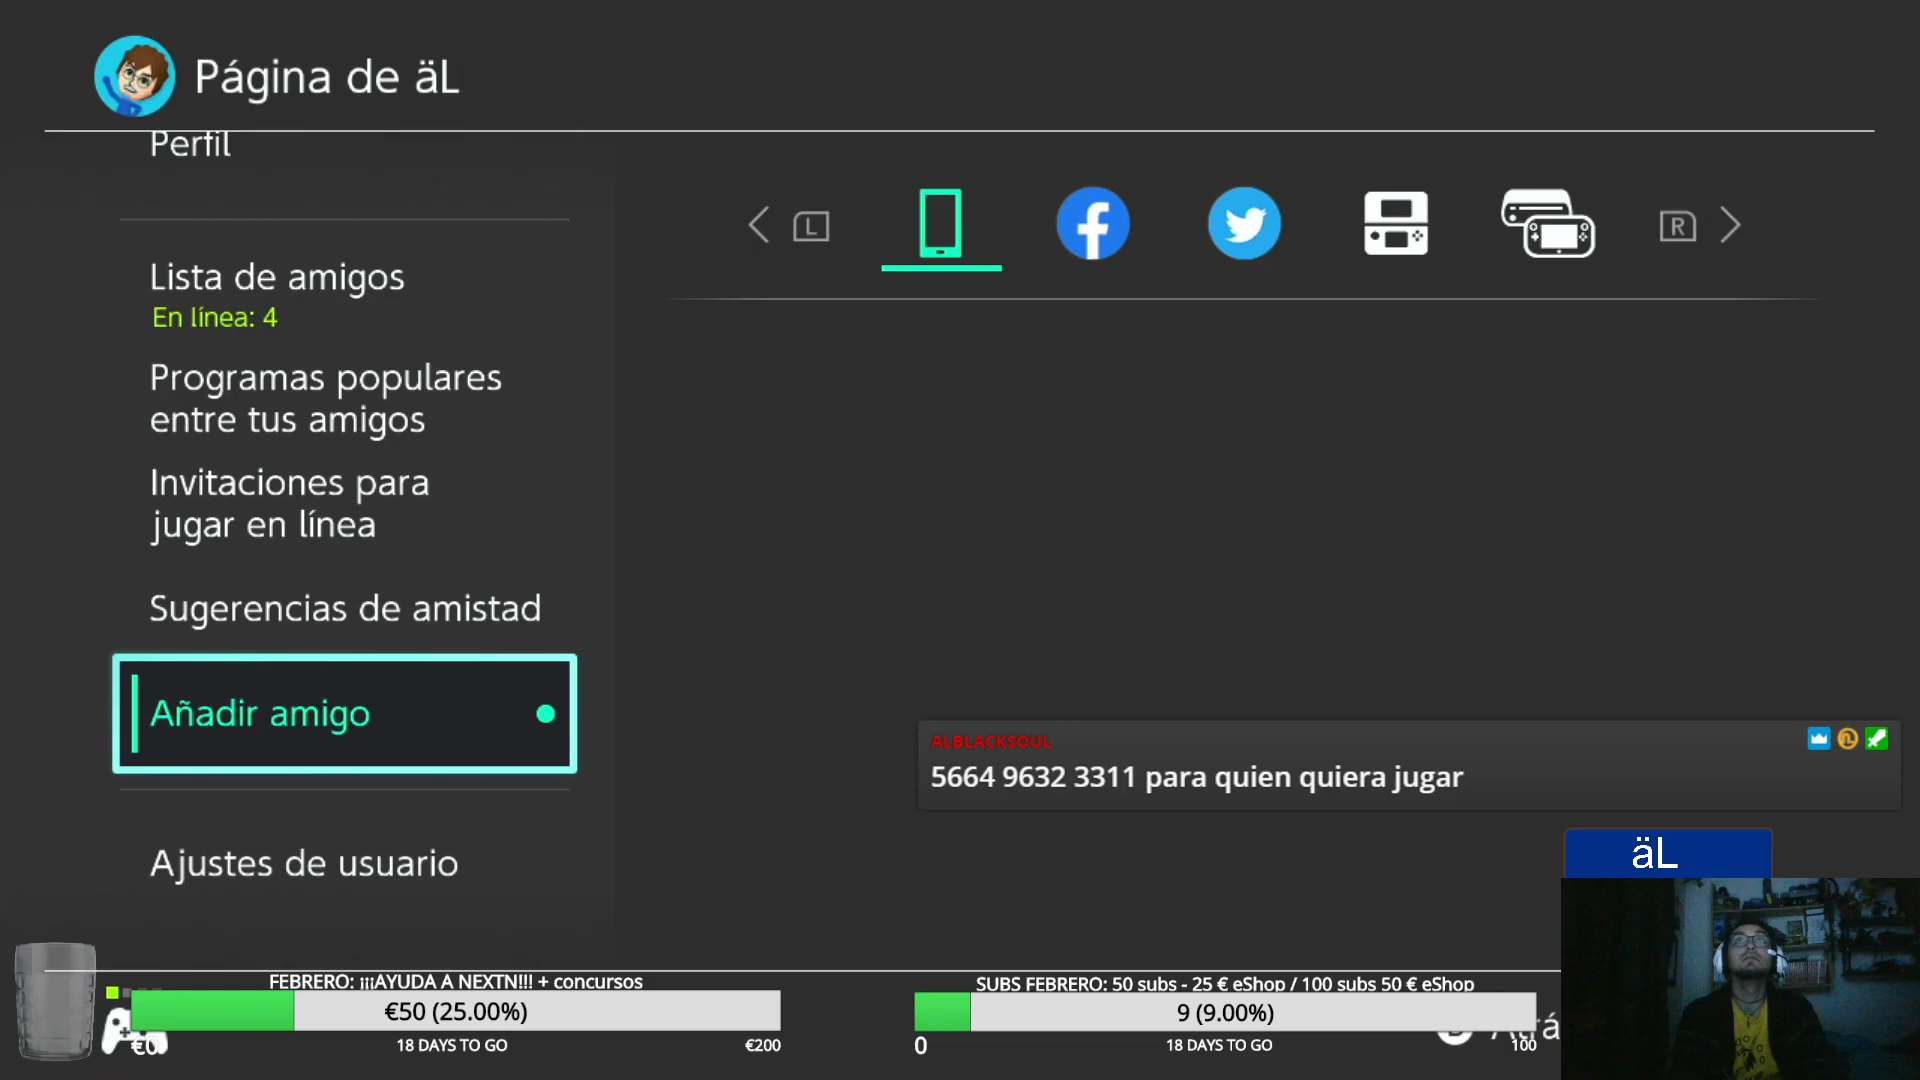 Página de äL
Perfil
Lista de amigos
En línea: 4
Programas populares
entre tus amigos
Invitaciones para
jugar en línea
Sugerencias de amistad
Añadir amigo
Ajustes de usuario
L
R
ALBLACKSOUL
5664 9632 3311 para quien quiera jugar
äL
FEBRERO: ¡¡¡AYUDA A NEXTN!!! + concursos
€50 (25.00%)
€0
18 DAYS TO GO
€200
SUBS FEBRERO: 50 subs - 25 € eShop / 100 subs 50 € eShop
9 (9.00%)
0
18 DAYS TO GO
100